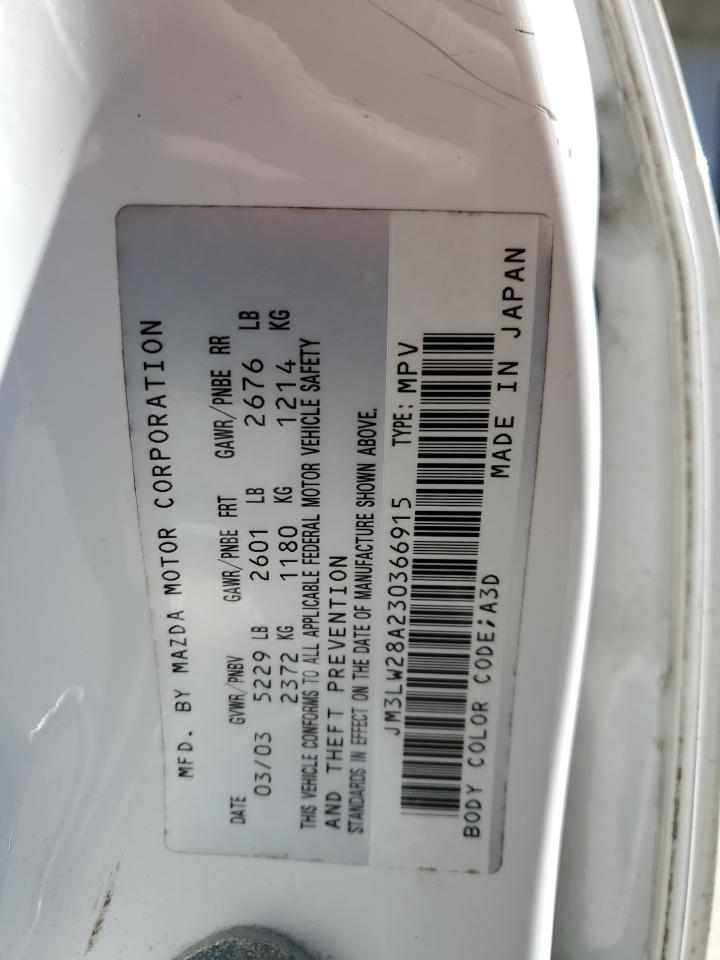 MFD. BY MAZDA MOTOR CORPORATION
DATE GVWR/PNBV GAWR/PNBE FRT GAWR/PNBE RR
03/03 5229 LB 2601 LB 2676 LB
2372 KG 1180 KG 1214 KG
THIS VEHICLE CONFORMS TO ALL APPLICABLE FEDERAL MOTOR VEHICLE SAFETY
AND THEFT PREVENTION
STANDARDS IN EFFECT ON THE DATE OF MANUFACTURE SHOWN ABOVE.
JM3LW28A230366915 TYPE: MPV
BODY COLOR CODE;A3D MADE IN JAPAN